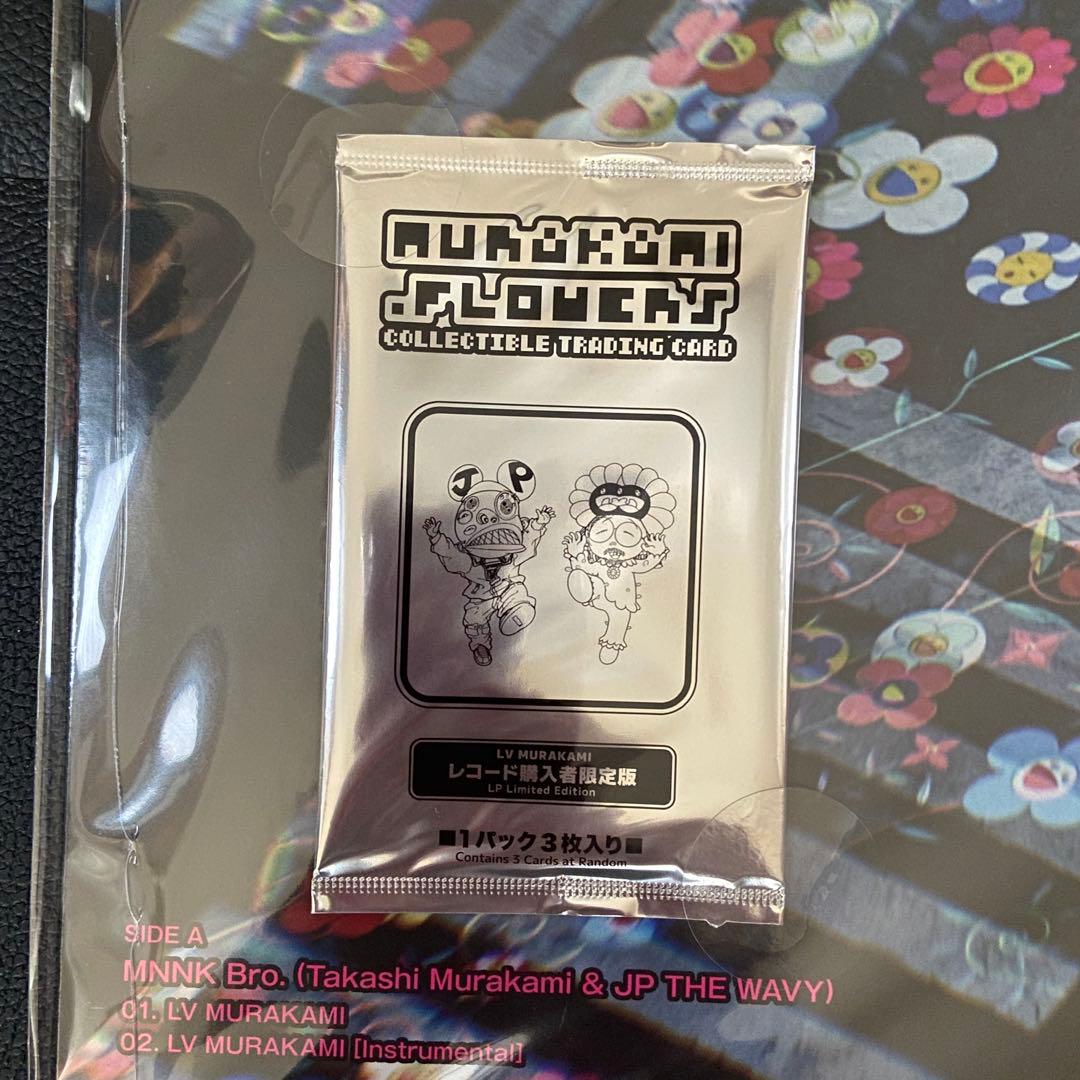 MURAKAMI
.FLOWERS
COLLECTIBLE TRADING CARD
J P
LV MURAKAMI
レコード購入者限定版
LP Limited Edition
■1パック3枚入り■
Contains 3 Cards at Random
SIDE A
MNNK Bro. (Takashi Murakami & JP THE WAVY)
01. LV MURAKAMI
02. LV MURAKAMI [Instrumental]